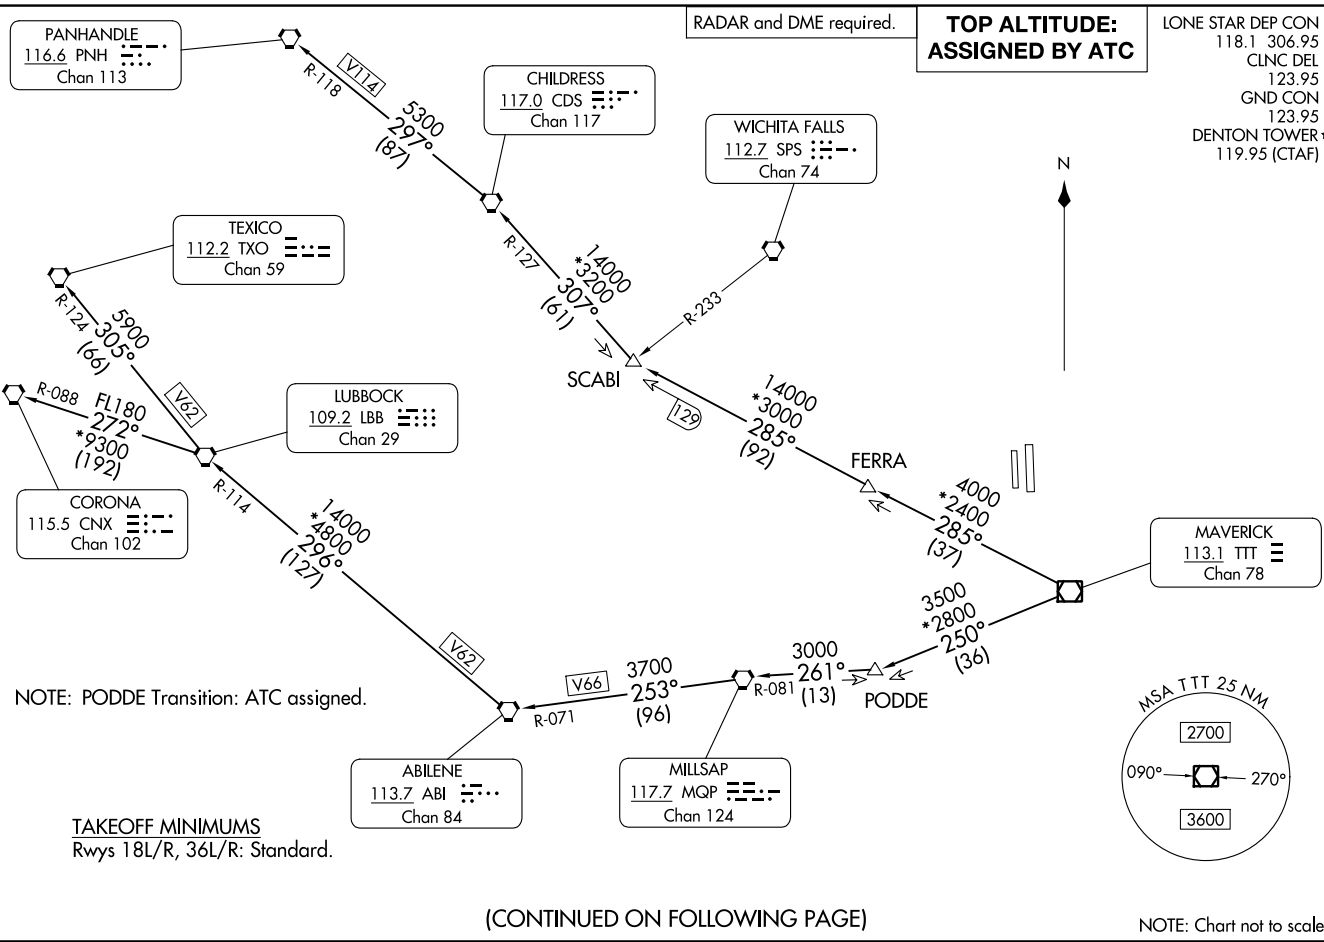 RADAR and DME required.
TOP ALTITUDE:
ASSIGNED BY ATC
LONE STAR DEP CON
118.1 306.95
CLNC DEL
123.95
GND CON
123.95
DENTON TOWER
119.95 (CTAF)
PANHANDLE
116.6 PNH
Chan 113
R-118
V114
5300
297°
(87)
CHILDRESS
117.0 CDS
Chan 117
WICHITA FALLS
112.7 SPS
Chan 74
N
TEXICO
112.2 TXO
Chan 59
R-127
14000
*3200
307°
(61)
R-233
SCABI
129
R-124
5900
305°
(66)
V62
R-088
FL180
272°
*9300
(192)
LUBBOCK
109.2 LBB
Chan 29
14000
*3000
285°
(92)
FERRA
4000
*2400
285°
(37)
CORONA
115.5 CNX
Chan 102
R-114
14000
*4800
296°
(127)
V62
MAVERICK
113.1 TTT
Chan 78
3500
*2800
250°
(36)
PODDE
3000
261°
(13)
R-081
3700
253°
(96)
V66
R-071
NOTE: PODDE Transition: ATC assigned.
ABILENE
113.7 ABI
Chan 84
MILLSAP
117.7 MQP
Chan 124
MSA TTT 25 NM
2700
090°
270°
3600
TAKEOFF MINIMUMS
Rwys 18L/R, 36L/R: Standard.
(CONTINUED ON FOLLOWING PAGE)
NOTE: Chart not to scale